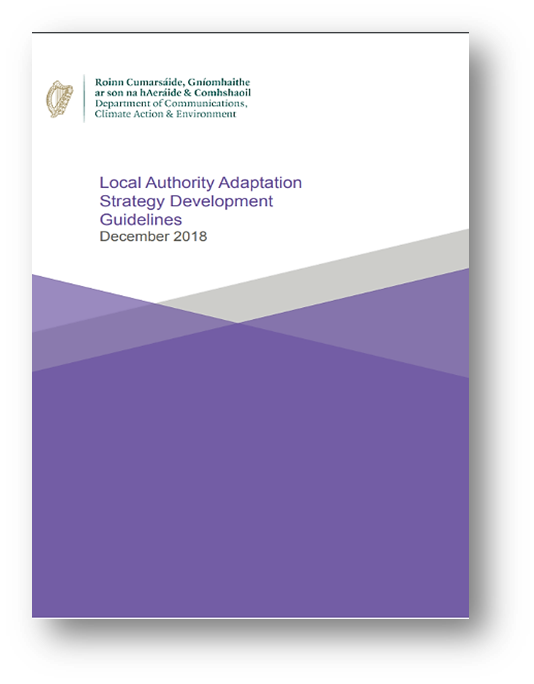 Roinn Cumarsáide, Gníomhaithe
ar son na hAeráide & Comhshaoil
Department of Communications,
Climate Action & Environment
Local Authority Adaptation
Strategy Development
Guidelines
December 2018